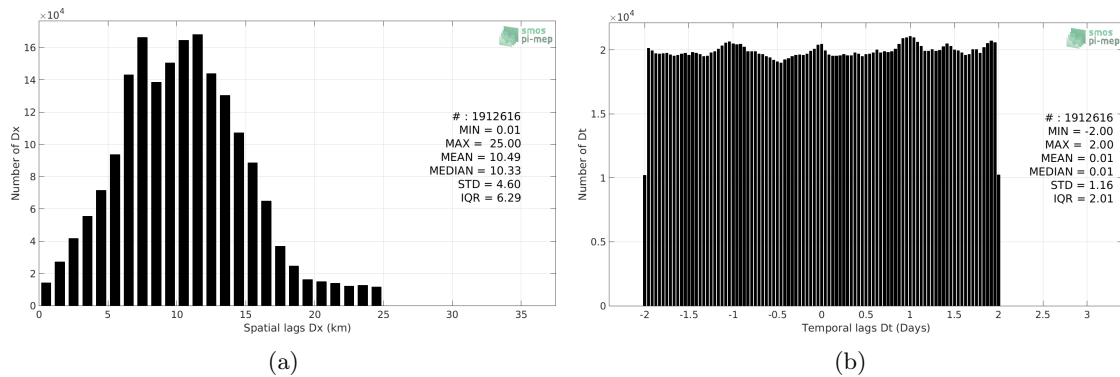 ×10⁴
16
14
12
10
8
6
4
2
0
Number of Dx
0 5 10 15 20 25 30 35
Spatial lags Dx (km)
smos
pi-mep
# : 1912616
MIN = 0.01
MAX = 25.00
MEAN = 10.49
MEDIAN = 10.33
STD = 4.60
IQR = 6.29
(a)
×10⁴
2
1.5
1
0.5
0
Number of Dt
-2 -1.5 -1 -0.5 0 0.5 1 1.5 2 2.5 3
Temporal lags Dt (Days)
smos
pi-mep
# : 1912616
MIN = -2.00
MAX = 2.00
MEAN = 0.01
MEDIAN = 0.01
STD = 1.16
IQR = 2.01
(b)